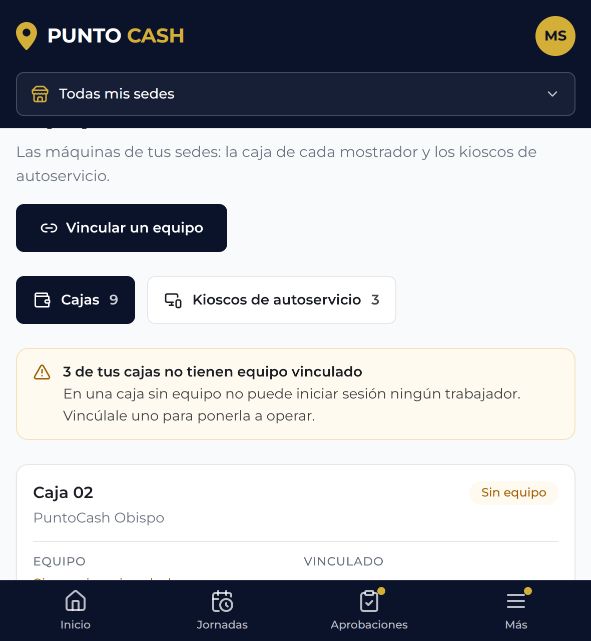 PUNTO CASH
MS
Todas mis sedes
Las máquinas de tus sedes: la caja de cada mostrador y los kioscos de
autoservicio.
Vincular un equipo
Cajas 9
Kioscos de autoservicio 3
3 de tus cajas no tienen equipo vinculado
En una caja sin equipo no puede iniciar sesión ningún trabajador.
Vincúlale uno para ponerla a operar.
Caja 02
Sin equipo
PuntoCash Obispo
EQUIPO
VINCULADO
Inicio
Jornadas
Aprobaciones
Más